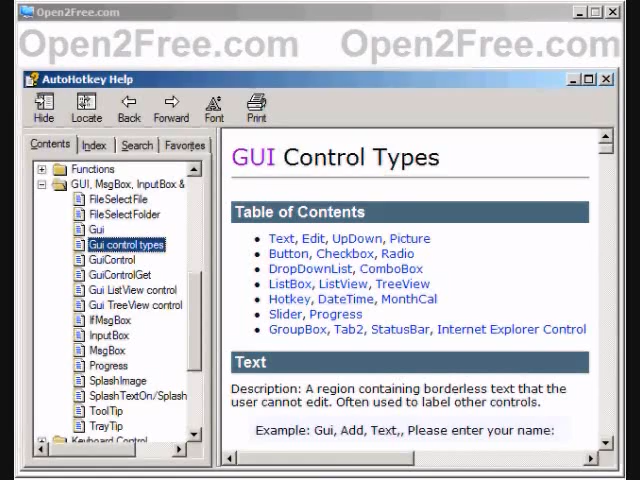 Open2Free.com
Open2Free.com Open2Free.com
AutoHotkey Help
Hide Locate Back Forward Font Print
Contents Index Search Favorites
Functions
GUI, MsgBox, InputBox &
FileSelectFile
FileSelectFolder
Gui
Gui control types
GuiControl
GuiControlGet
Gui ListView control
Gui TreeView control
IfMsgBox
InputBox
MsgBox
Progress
SplashImage
SplashTextOn/Splash
ToolTip
TrayTip
Keyboard Control
GUI Control Types
Table of Contents
• Text, Edit, UpDown, Picture
• Button, Checkbox, Radio
• DropDownList, ComboBox
• ListBox, ListView, TreeView
• Hotkey, DateTime, MonthCal
• Slider, Progress
• GroupBox, Tab2, StatusBar, Internet Explorer Control
Text
Description: A region containing borderless text that the
user cannot edit. Often used to label other controls.
Example: Gui, Add, Text,, Please enter your name: